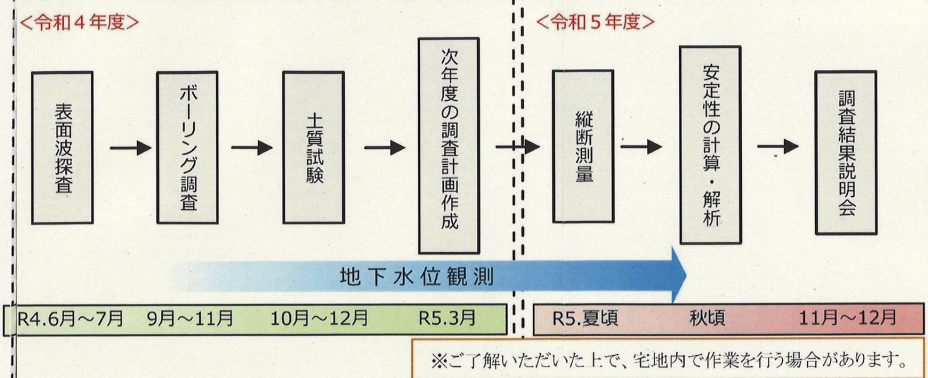 <令和4年度>
<令和5年度>
表面波探査
ボーリング調査
土質試験
次年度の調査計画作成
縦断測量
安定性の計算・解析
調査結果説明会
地下水位観測
R4.6月～7月
9月～11月
10月～12月
R5.3月
R5.夏頃
秋頃
11月～12月
※ご了解いただいた上で、宅地内で作業を行う場合があります。